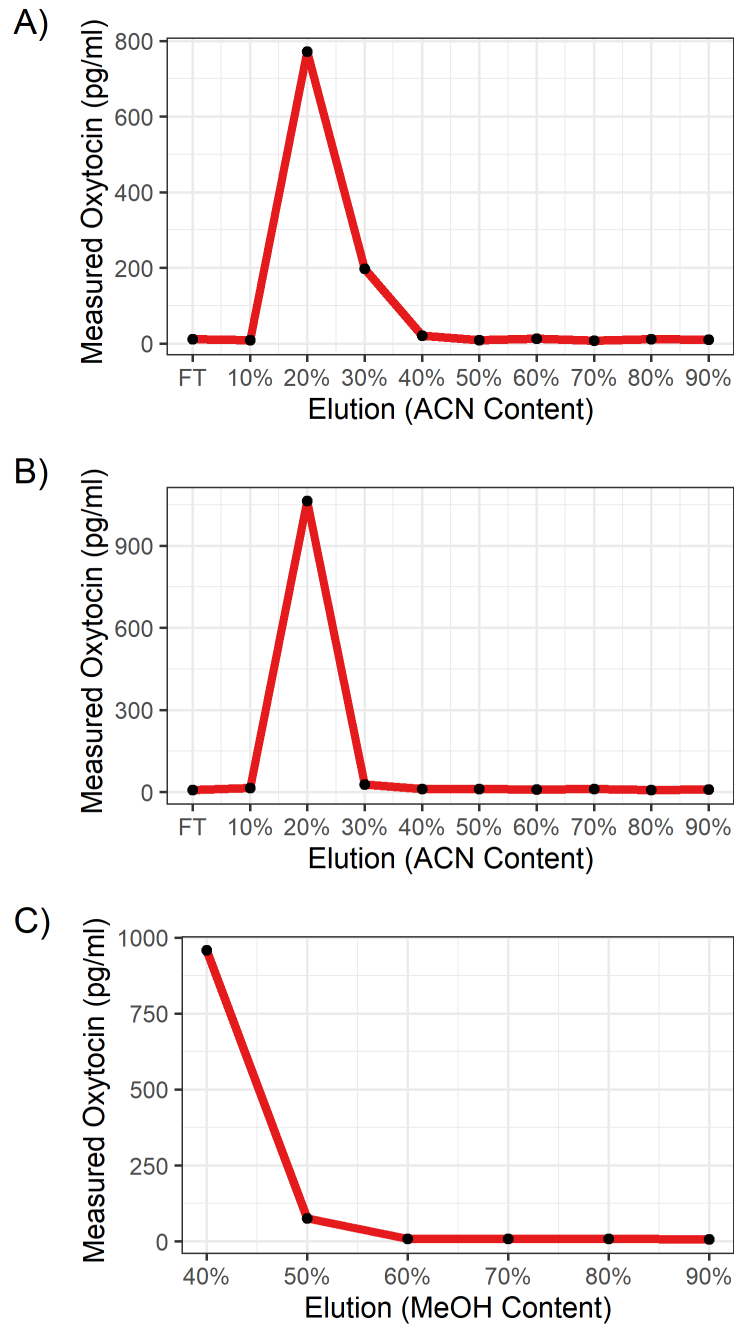 A)
Measured Oxytocin (pg/ml)
800
600
400
200
0
FT 10% 20% 30% 40% 50% 60% 70% 80% 90%
Elution (ACN Content)
B)
Measured Oxytocin (pg/ml)
900
600
300
0
FT 10% 20% 30% 40% 50% 60% 70% 80% 90%
Elution (ACN Content)
C)
Measured Oxytocin (pg/ml)
1000
750
500
250
0
40% 50% 60% 70% 80% 90%
Elution (MeOH Content)